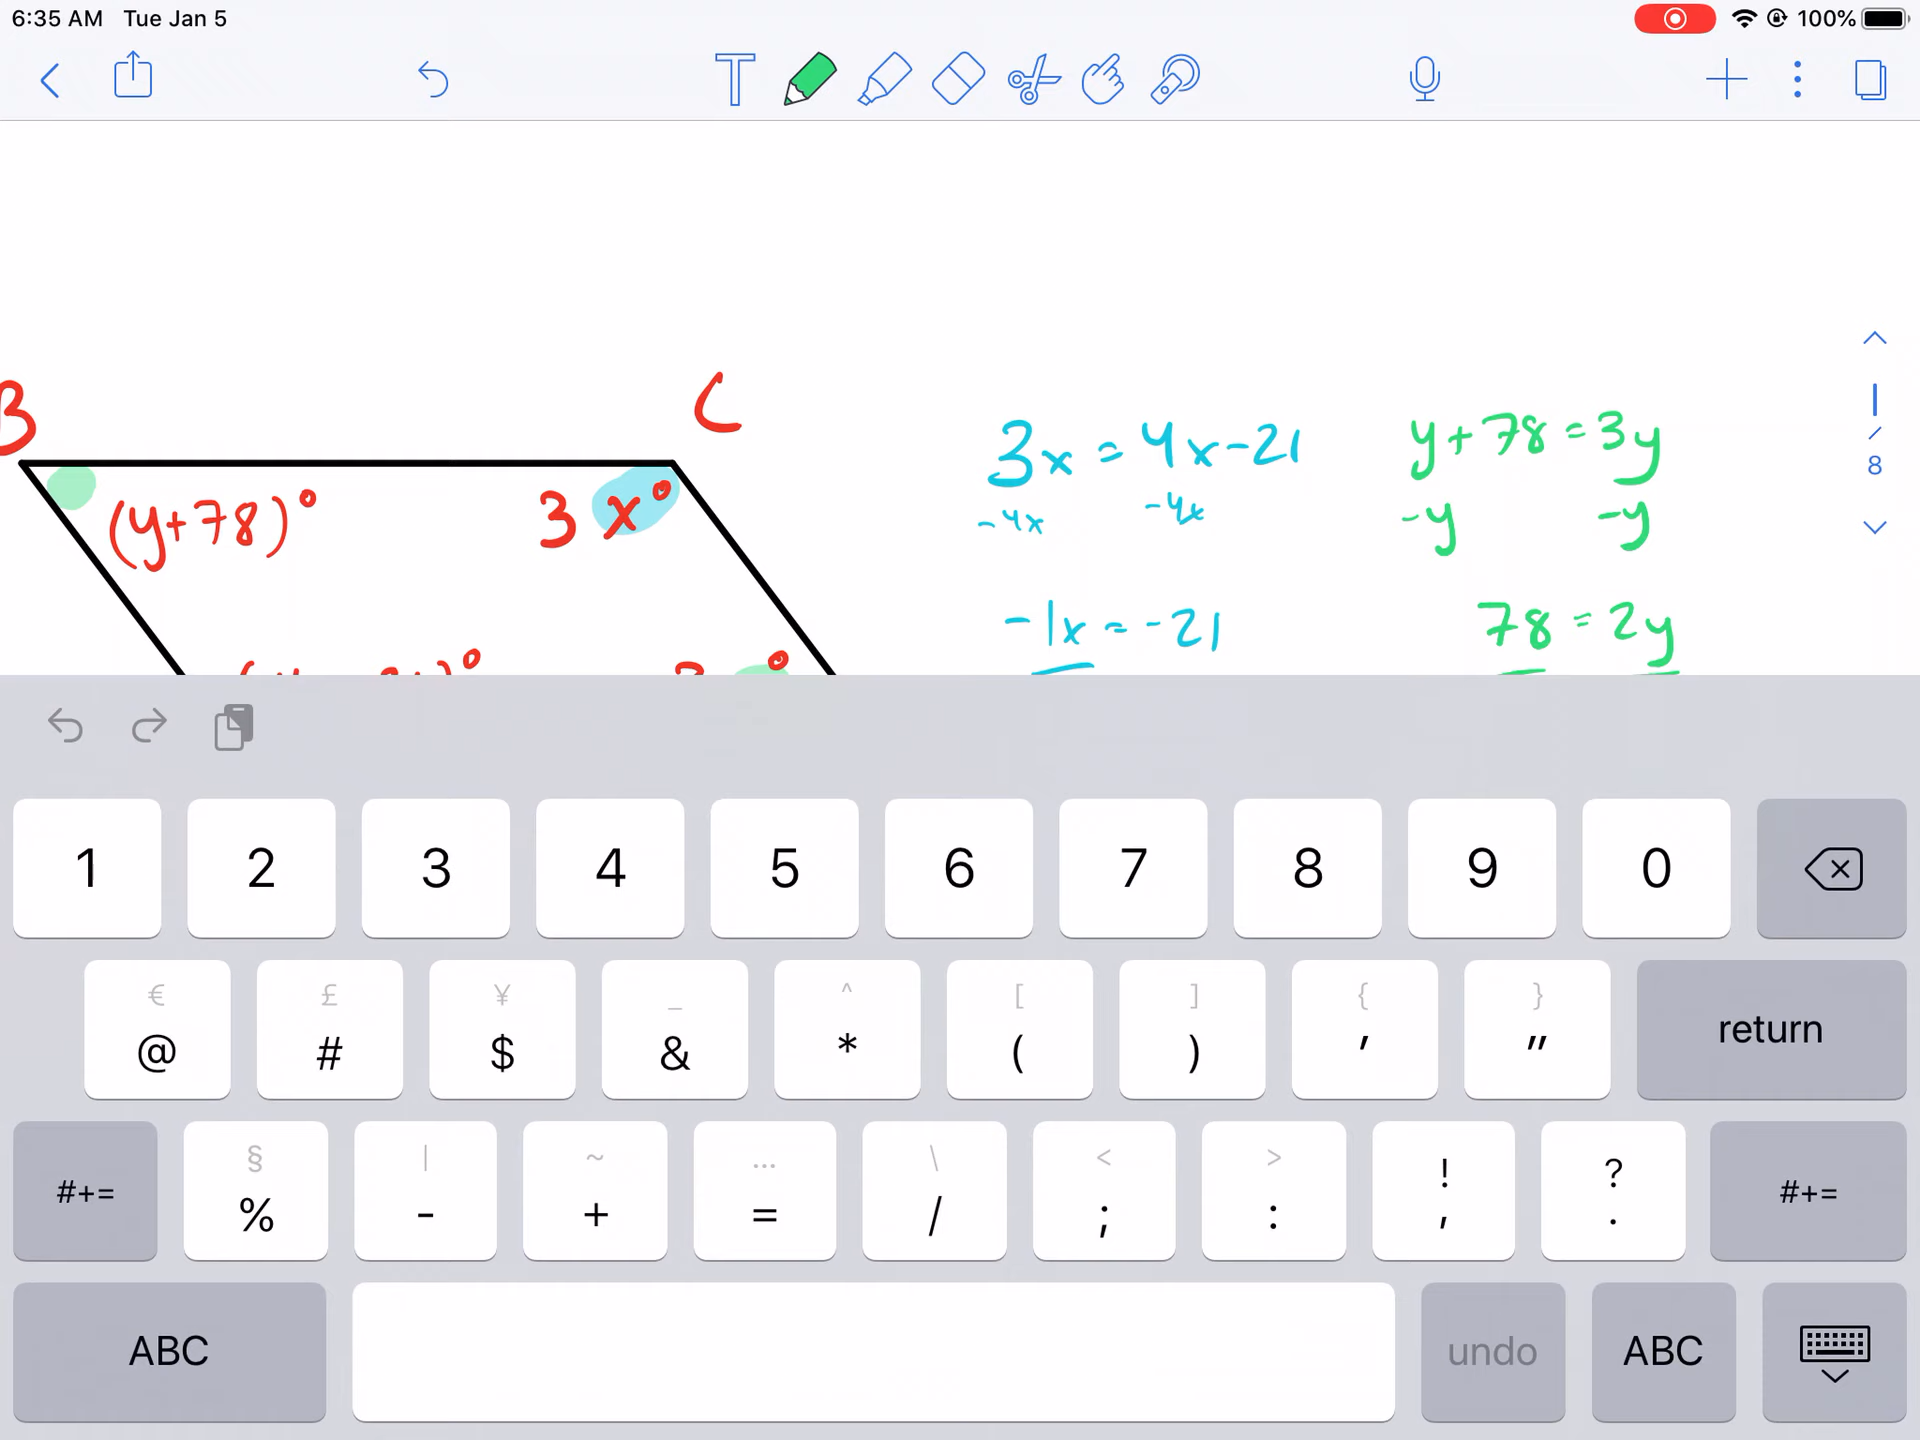 6:35 AM Tue Jan 5
100%
T
B
C
(y+78)°
3x°
3x = 4x-21
-4x -4x
-1x = -21
y+78 = 3y
-y -y
78 = 2y
1
8
1 2 3 4 5 6 7 8 9 0
€ £ ¥ _ ^ [ ] { }
@ # $ & * ( ) ' " return
§ | ~ … \ < > ! ?
#+= % - + = / ; : , . #+=
ABC undo ABC